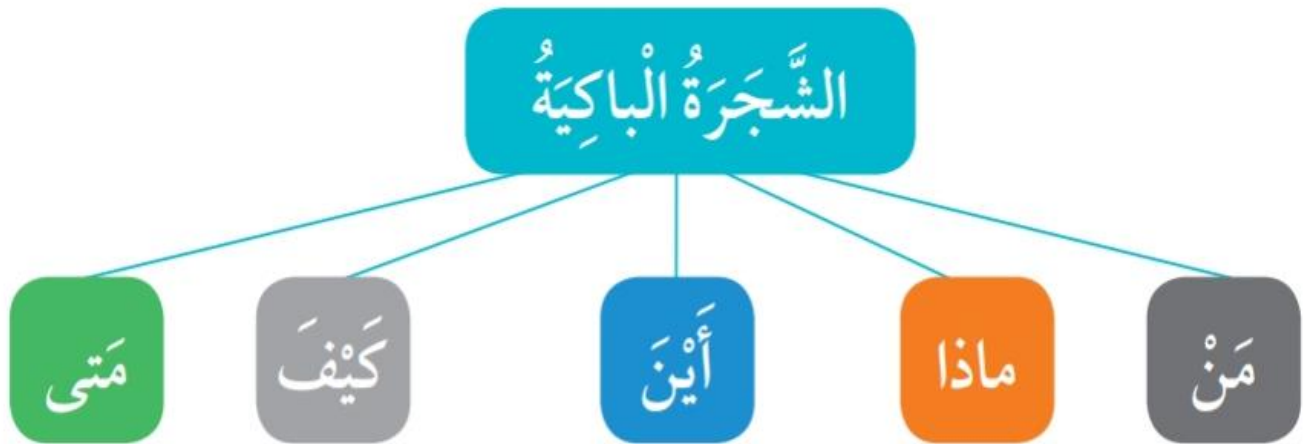 الشَّجَرَةُ الْباكِيَةُ
مَنْ
ماذا
أَيْنَ
كَيْفَ
مَتى